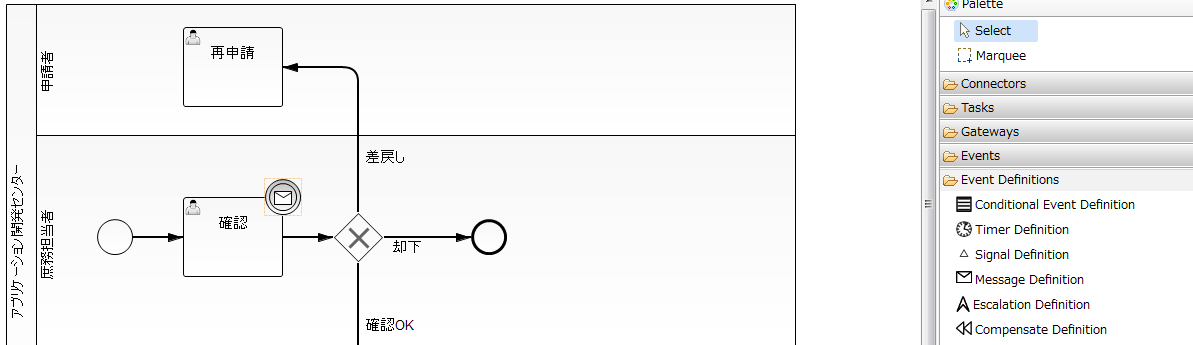 アプリケーション開発センター
申請者
再申請
差戻し
庶務担当者
確認
却下
確認OK
Palette
Select
Marquee
Connectors
Tasks
Gateways
Events
Event Definitions
Conditional Event Definition
Timer Definition
Signal Definition
Message Definition
Escalation Definition
Compensate Definition